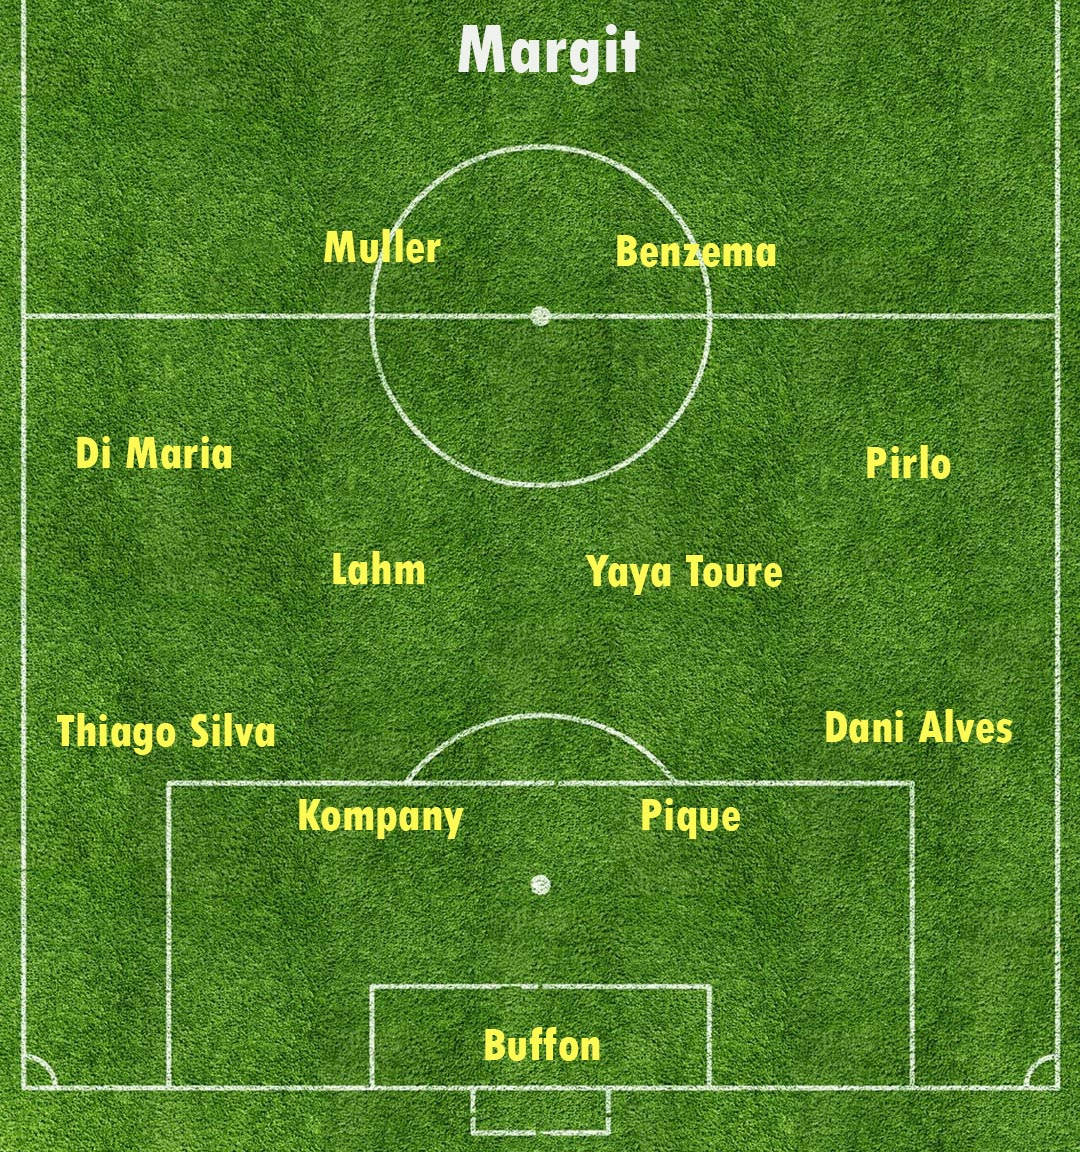 Margit
Muller
Benzema
Di Maria
Pirlo
Lahm
Yaya Toure
Thiago Silva
Dani Alves
Kompany
Pique
Buffon